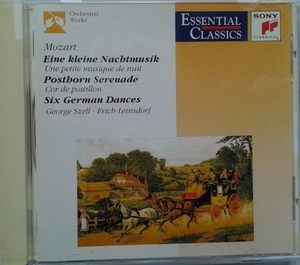 Orchestral
Works
ESSENTIAL
CLASSICS
SONY
Mozart
Eine kleine Nachtmusik
Une petite musique de nuit
Posthorn Serenade
Cor de postillon
Six German Dances
George Szell · Erich Leinsdorf